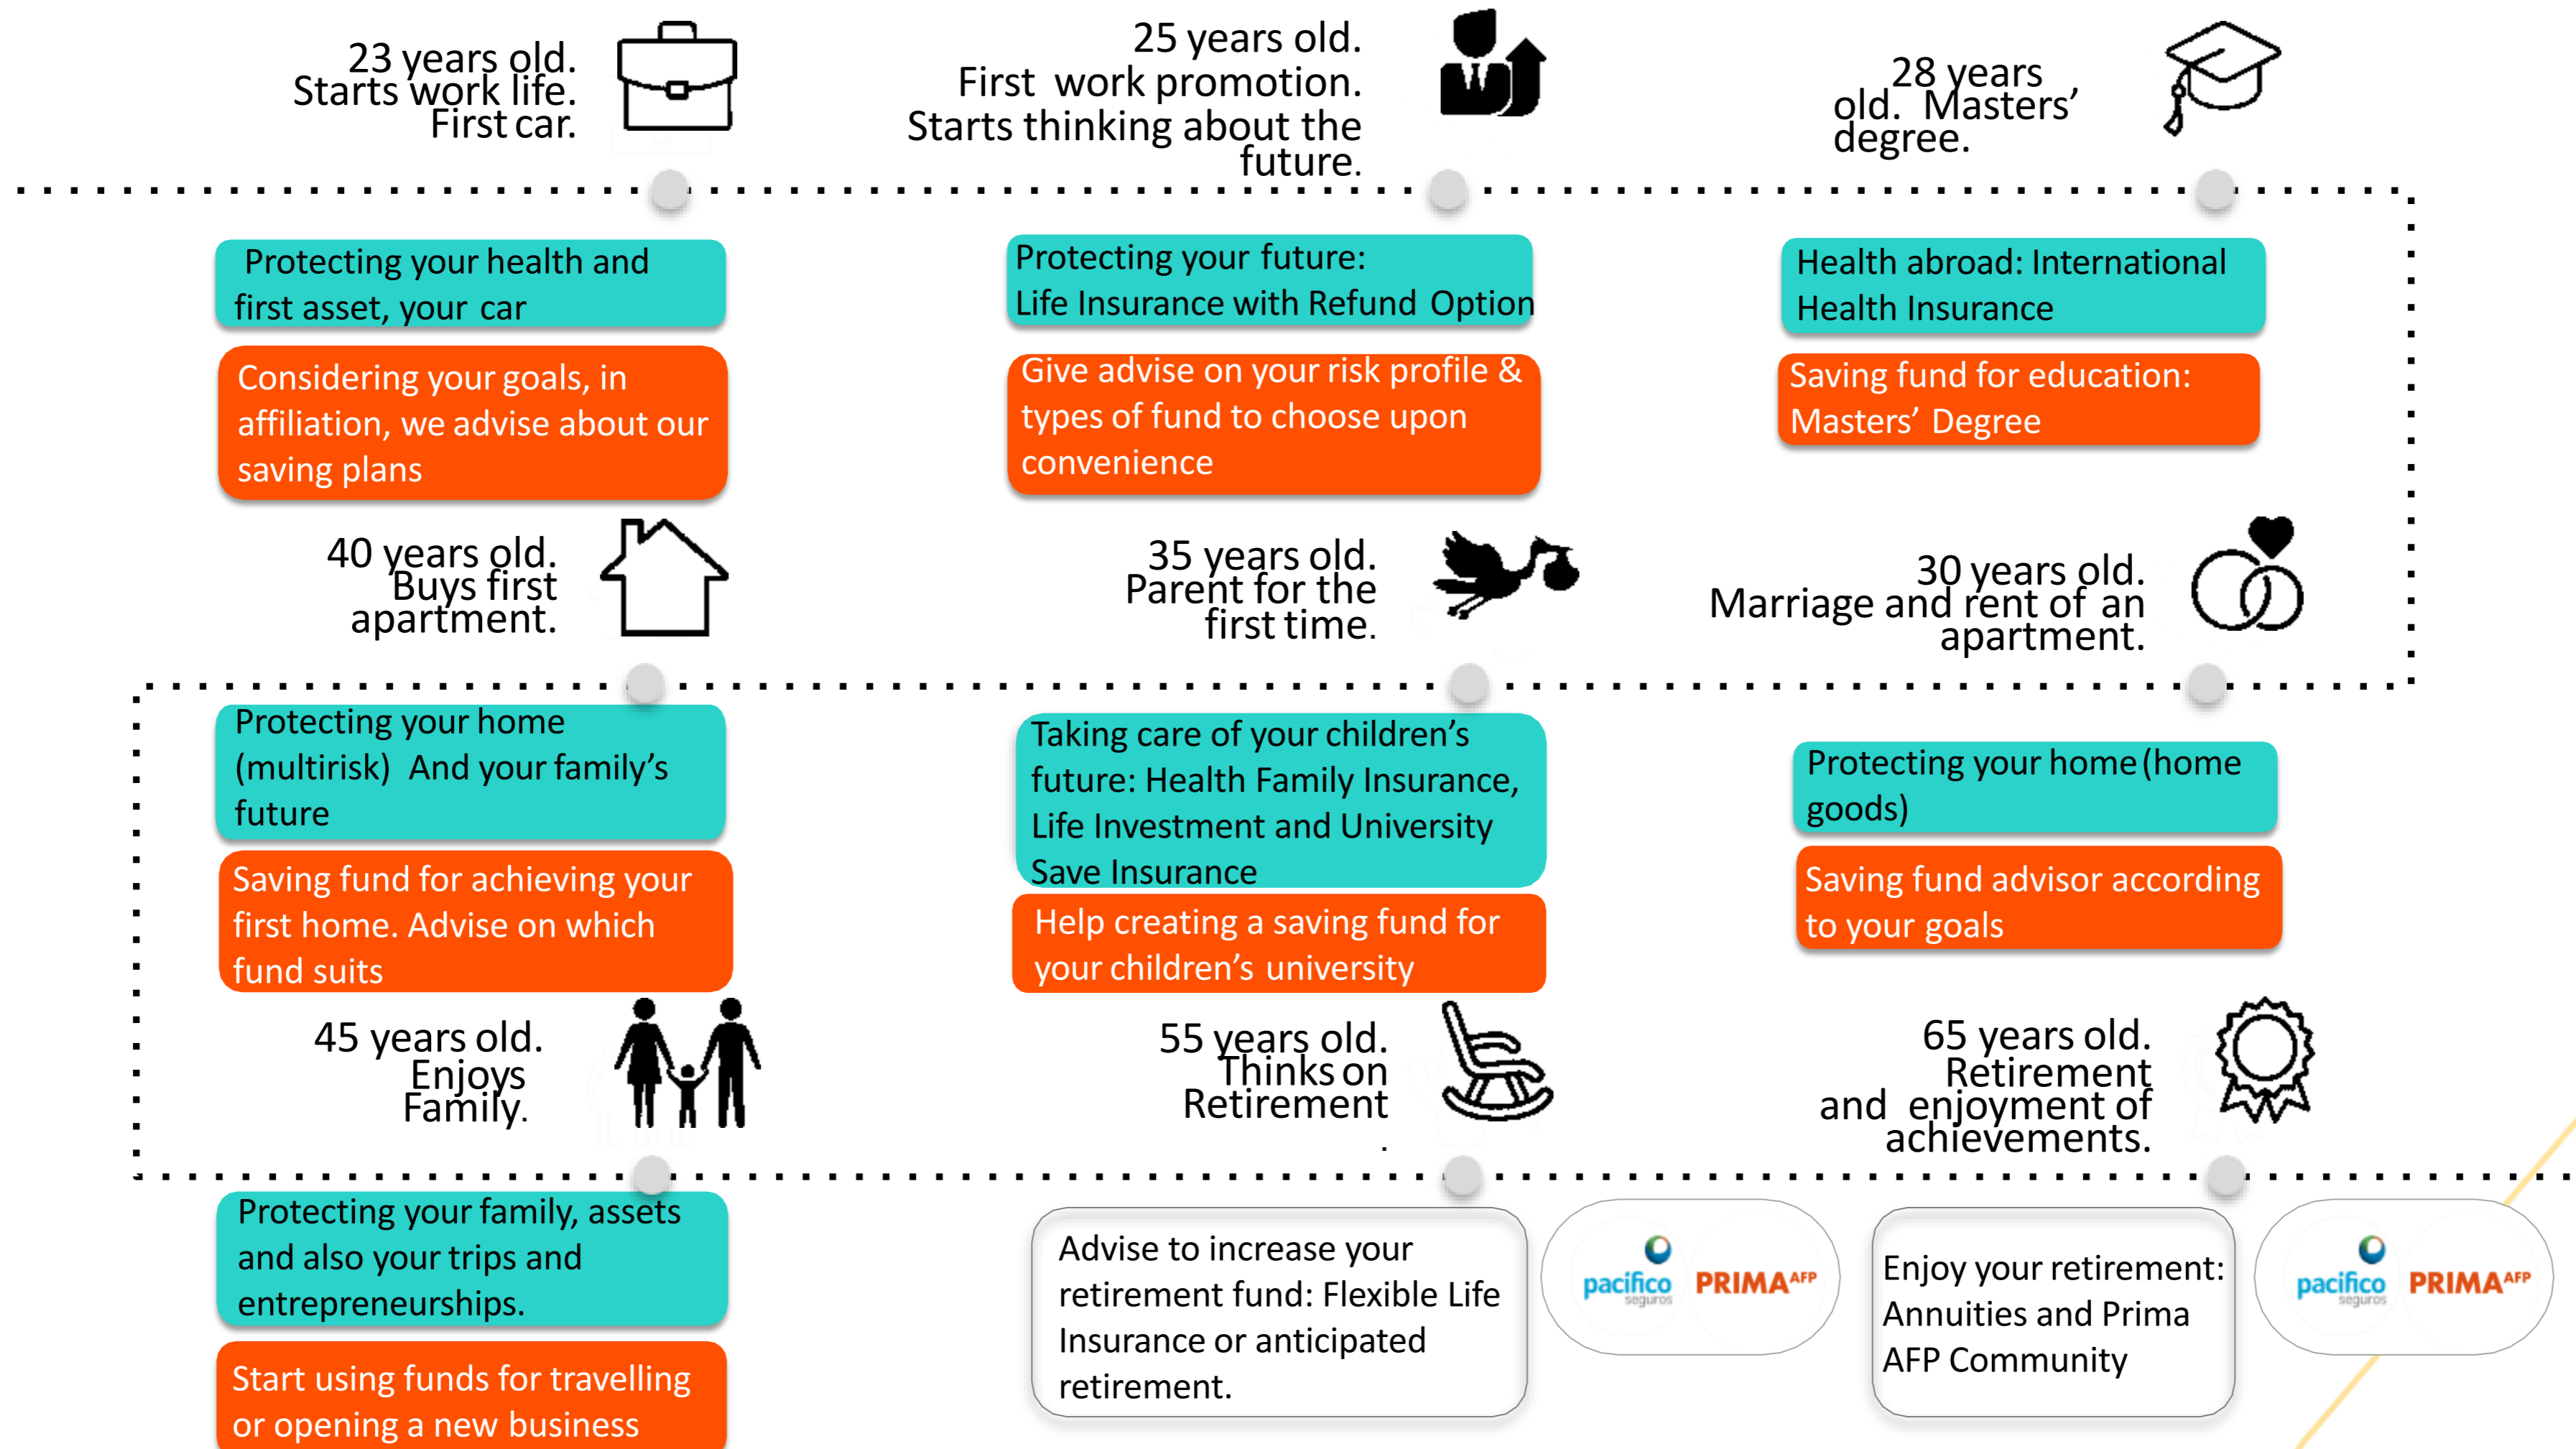 23 years old.
Starts work life.
First car.
25 years old.
First work promotion.
Starts thinking about the
future.
28 years
old. Masters’
degree.
Protecting your health and
first asset, your car
Considering your goals, in
affiliation, we advise about our
saving plans
Protecting your future:
Life Insurance with Refund Option
Give advise on your risk profile &
types of fund to choose upon
convenience
Health abroad: International
Health Insurance
Saving fund for education:
Masters’ Degree
40 years old.
Buys first
apartment.
35 years old.
Parent for the
first time.
30 years old.
Marriage and rent of an
apartment.
Protecting your home
(multirisk) And your family’s
future
Saving fund for achieving your
first home. Advise on which
fund suits
Taking care of your children’s
future: Health Family Insurance,
Life Investment and University
Save Insurance
Help creating a saving fund for
your children’s university
Protecting your home (home
goods)
Saving fund advisor according
to your goals
45 years old.
Enjoys
Family.
55 years old.
Thinks on
Retirement
.
65 years old.
Retirement
and enjoyment of
achievements.
Protecting your family, assets
and also your trips and
entrepreneurships.
Start using funds for travelling
or opening a new business
Advise to increase your
retirement fund: Flexible Life
Insurance or anticipated
retirement.
pacifico
seguros
PRIMA AFP
Enjoy your retirement:
Annuities and Prima
AFP Community
pacifico
seguros
PRIMA AFP